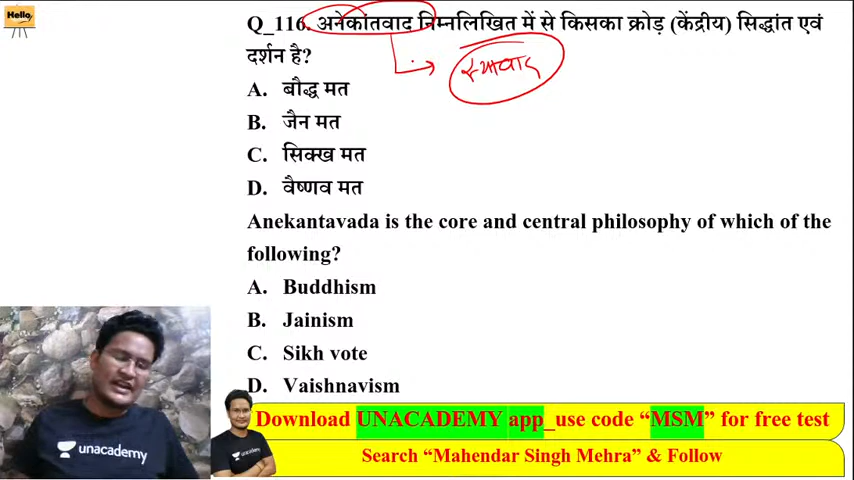 Hello,
Q_116. अनेकांतवाद निम्नलिखित में से किसका क्रोड़ (केंद्रीय) सिद्धांत एवं
दर्शन है?
स्यावाद
A. बौद्ध मत
B. जैन मत
C. सिक्ख मत
D. वैष्णव मत
Anekantavada is the core and central philosophy of which of the
following?
A. Buddhism
B. Jainism
C. Sikh vote
D. Vaishnavism
unacademy
unacademy
Download UNACADEMY app_use code “MSM” for free test
Search “Mahendar Singh Mehra” & Follow